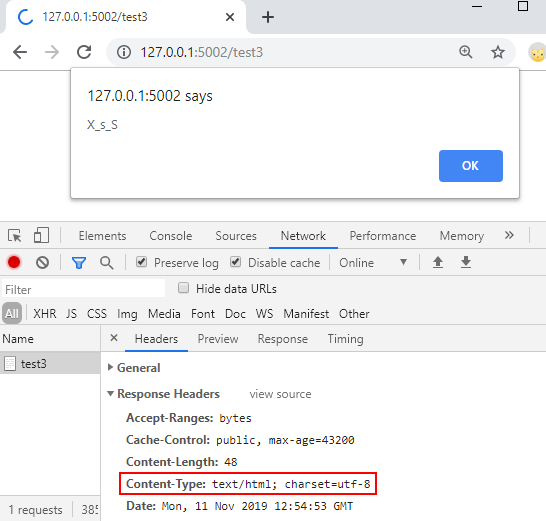 127.0.0.1:5002/test3
127.0.0.1:5002/test3
127.0.0.1:5002 says
X_s_S
OK
Elements Console Sources Network Performance Memory »
Preserve log Disable cache Online
Filter Hide data URLs
All XHR JS CSS Img Media Font Doc WS Manifest Other
Name Headers Preview Response Timing
test3
General
Response Headers view source
Accept-Ranges: bytes
Cache-Control: public, max-age=43200
Content-Length: 48
Content-Type: text/html; charset=utf-8
Date: Mon, 11 Nov 2019 12:54:53 GMT
1 requests 385